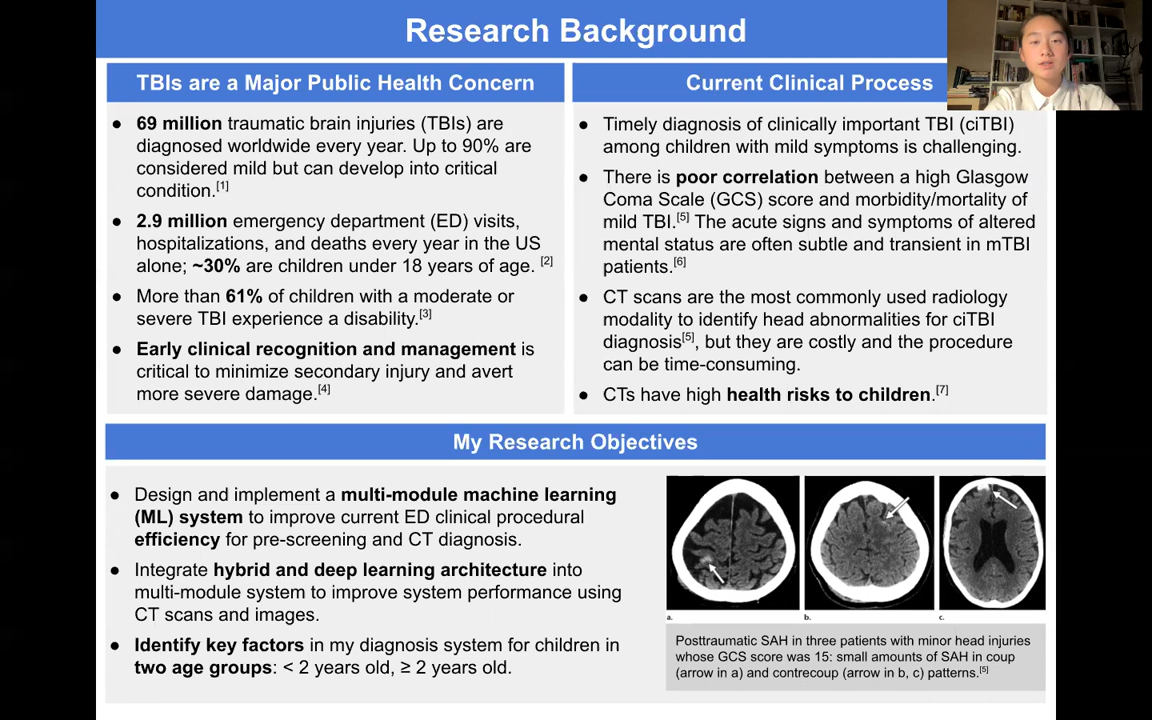 Research Background
TBIs are a Major Public Health Concern
● 69 million traumatic brain injuries (TBIs) are
diagnosed worldwide every year. Up to 90% are
considered mild but can develop into critical
condition.[1]
● 2.9 million emergency department (ED) visits,
hospitalizations, and deaths every year in the US
alone; ~30% are children under 18 years of age. [2]
● More than 61% of children with a moderate or
severe TBI experience a disability.[3]
● Early clinical recognition and management is
critical to minimize secondary injury and avert
more severe damage.[4]
Current Clinical Process
● Timely diagnosis of clinically important TBI (ciTBI)
among children with mild symptoms is challenging.
● There is poor correlation between a high Glasgow
Coma Scale (GCS) score and morbidity/mortality of
mild TBI.[5] The acute signs and symptoms of altered
mental status are often subtle and transient in mTBI
patients.[6]
● CT scans are the most commonly used radiology
modality to identify head abnormalities for ciTBI
diagnosis[5], but they are costly and the procedure
can be time-consuming.
● CTs have high health risks to children.[7]
My Research Objectives
● Design and implement a multi-module machine learning
(ML) system to improve current ED clinical procedural
efficiency for pre-screening and CT diagnosis.
● Integrate hybrid and deep learning architecture into
multi-module system to improve system performance using
CT scans and images.
● Identify key factors in my diagnosis system for children in
two age groups: < 2 years old, ≥ 2 years old.
a. b. c.
Posttraumatic SAH in three patients with minor head injuries
whose GCS score was 15: small amounts of SAH in coup
(arrow in a) and contrecoup (arrow in b, c) patterns.[5]